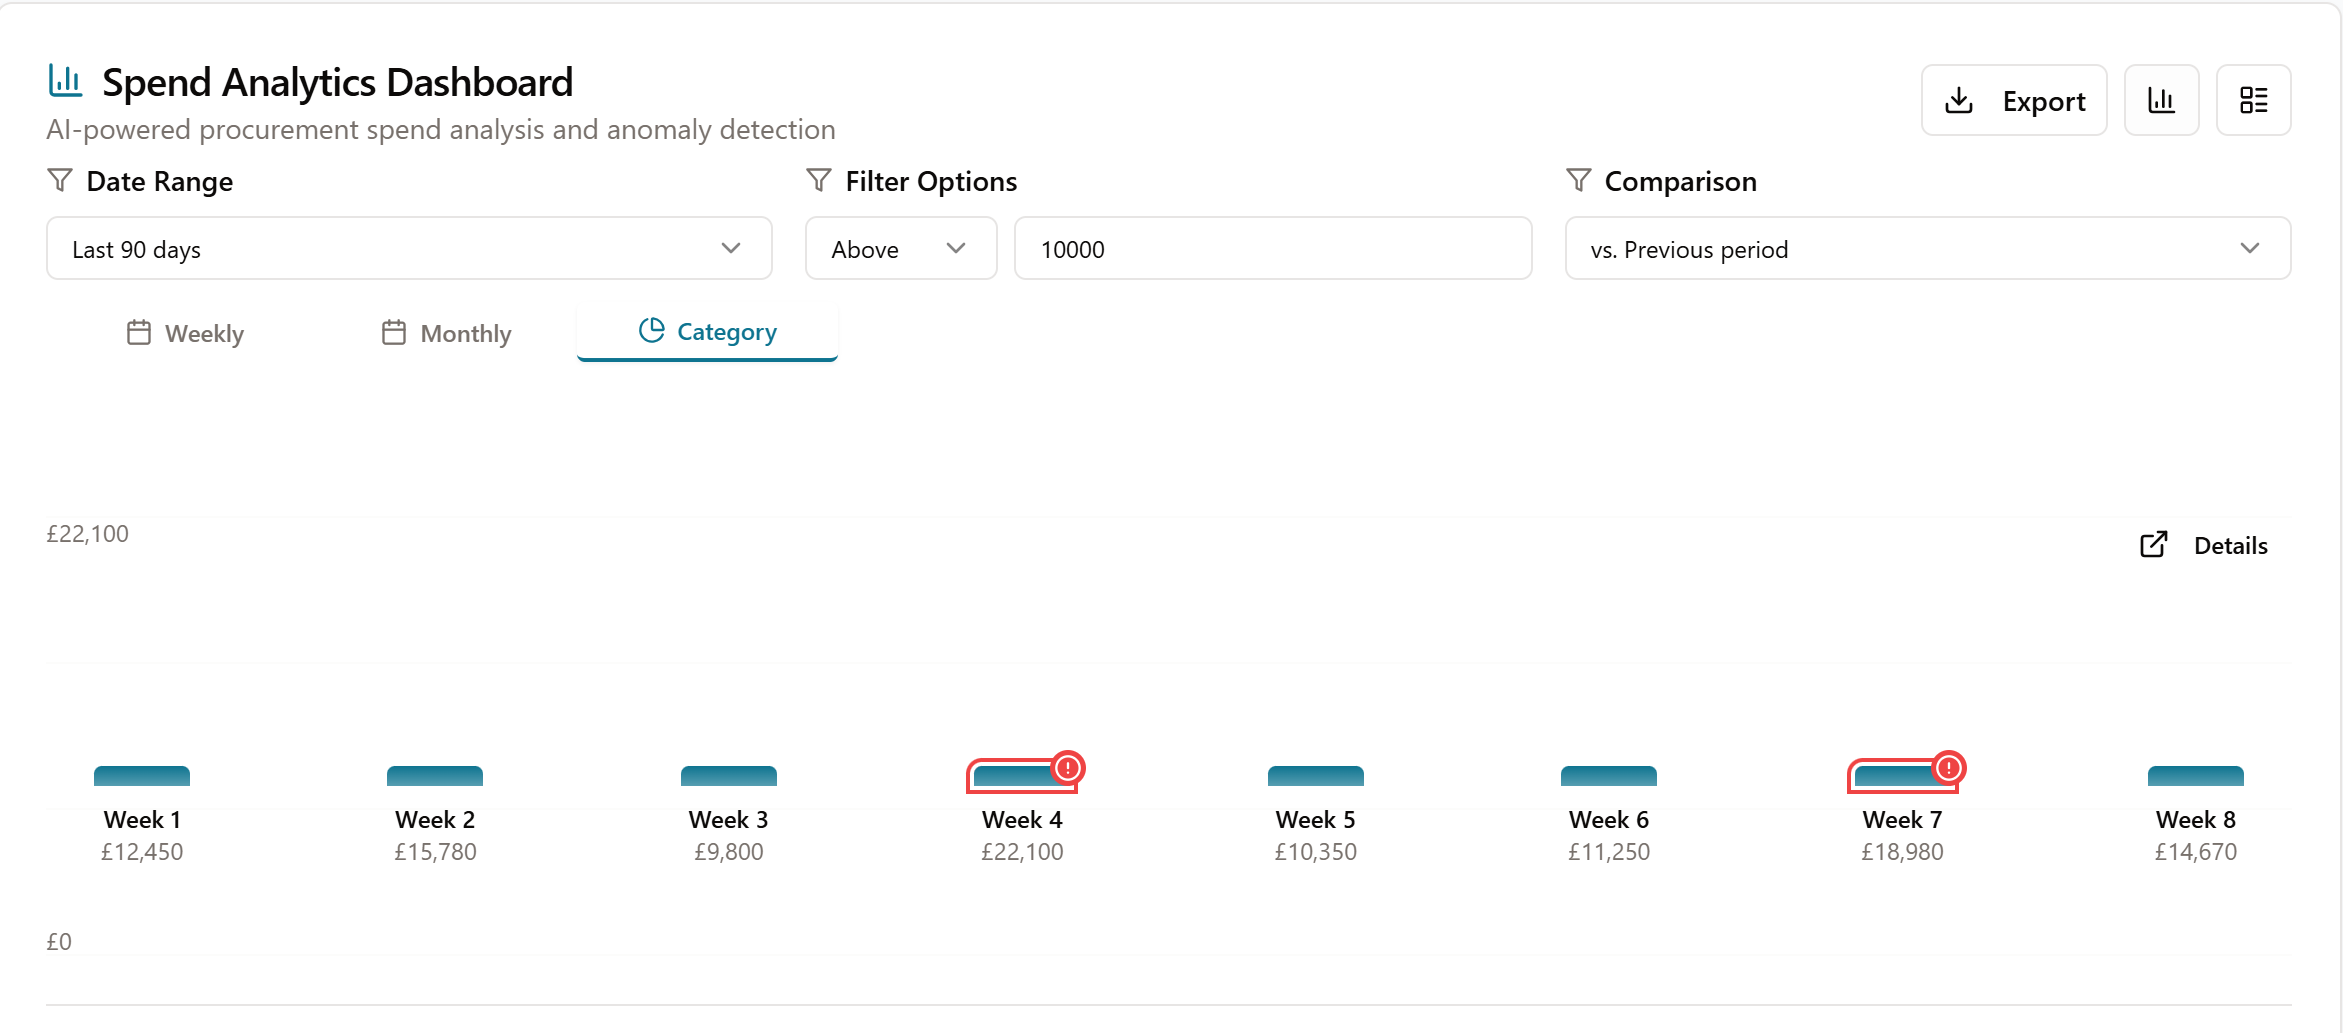 Spend Analytics Dashboard
AI-powered procurement spend analysis and anomaly detection
Export
Date Range
Filter Options
Comparison
Last 90 days
Above
10000
vs. Previous period
Weekly
Monthly
Category
£22,100
Details
Week 1
£12,450
Week 2
£15,780
Week 3
£9,800
Week 4
£22,100
Week 5
£10,350
Week 6
£11,250
Week 7
£18,980
Week 8
£14,670
£0